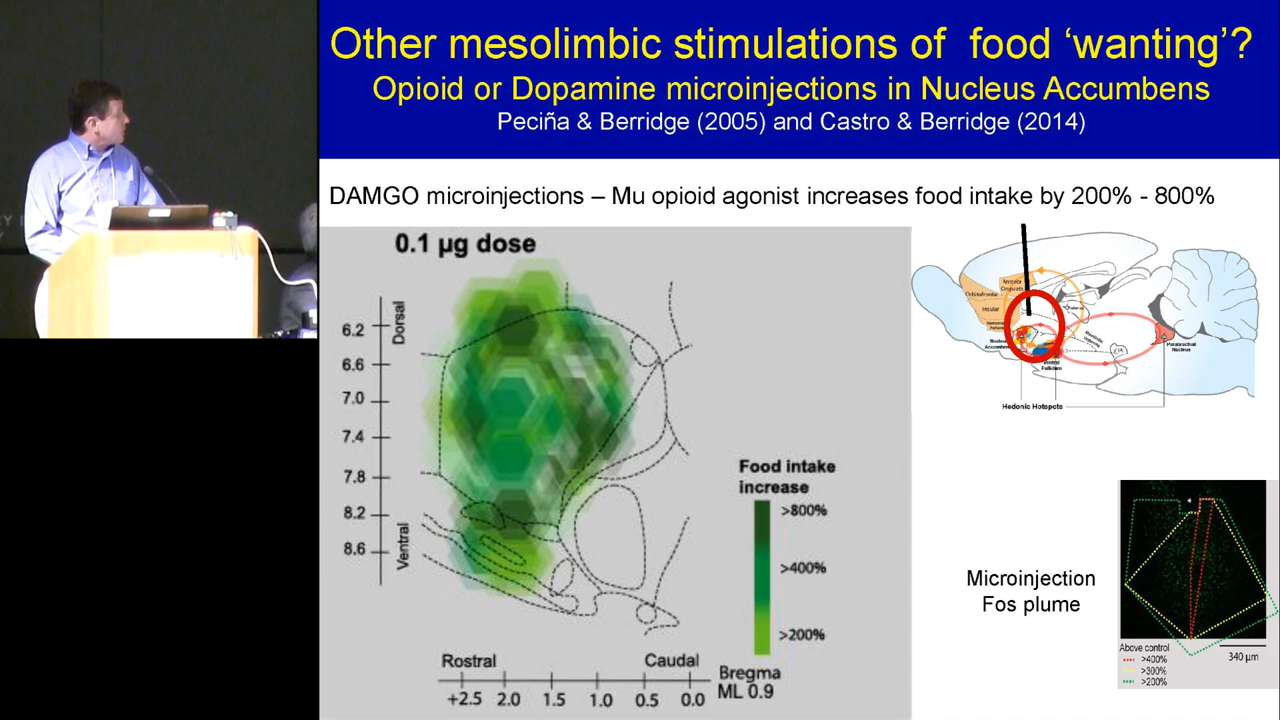 Other mesolimbic stimulations of food ‘wanting’?
Opioid or Dopamine microinjections in Nucleus Accumbens
Peciña & Berridge (2005) and Castro & Berridge (2014)
DAMGO microinjections – Mu opioid agonist increases food intake by 200% - 800%
0.1 µg dose
Dorsal
6.2
6.6
7.0
7.4
7.8
8.2
8.6
Ventral
Food intake
increase
>800%
>400%
>200%
Rostral
Caudal
+2.5 2.0 1.5 1.0 0.5 0.0
Bregma
ML 0.9
Anterior
Cingulate
Orbitofrontal
Insular
Nucleus
Accumbens
Ventral
Pallidum
Parabrachial
Nucleus
Hedonic Hotspots
Microinjection
Fos plume
*
Above control
>400%
>300%
>200%
340 µm